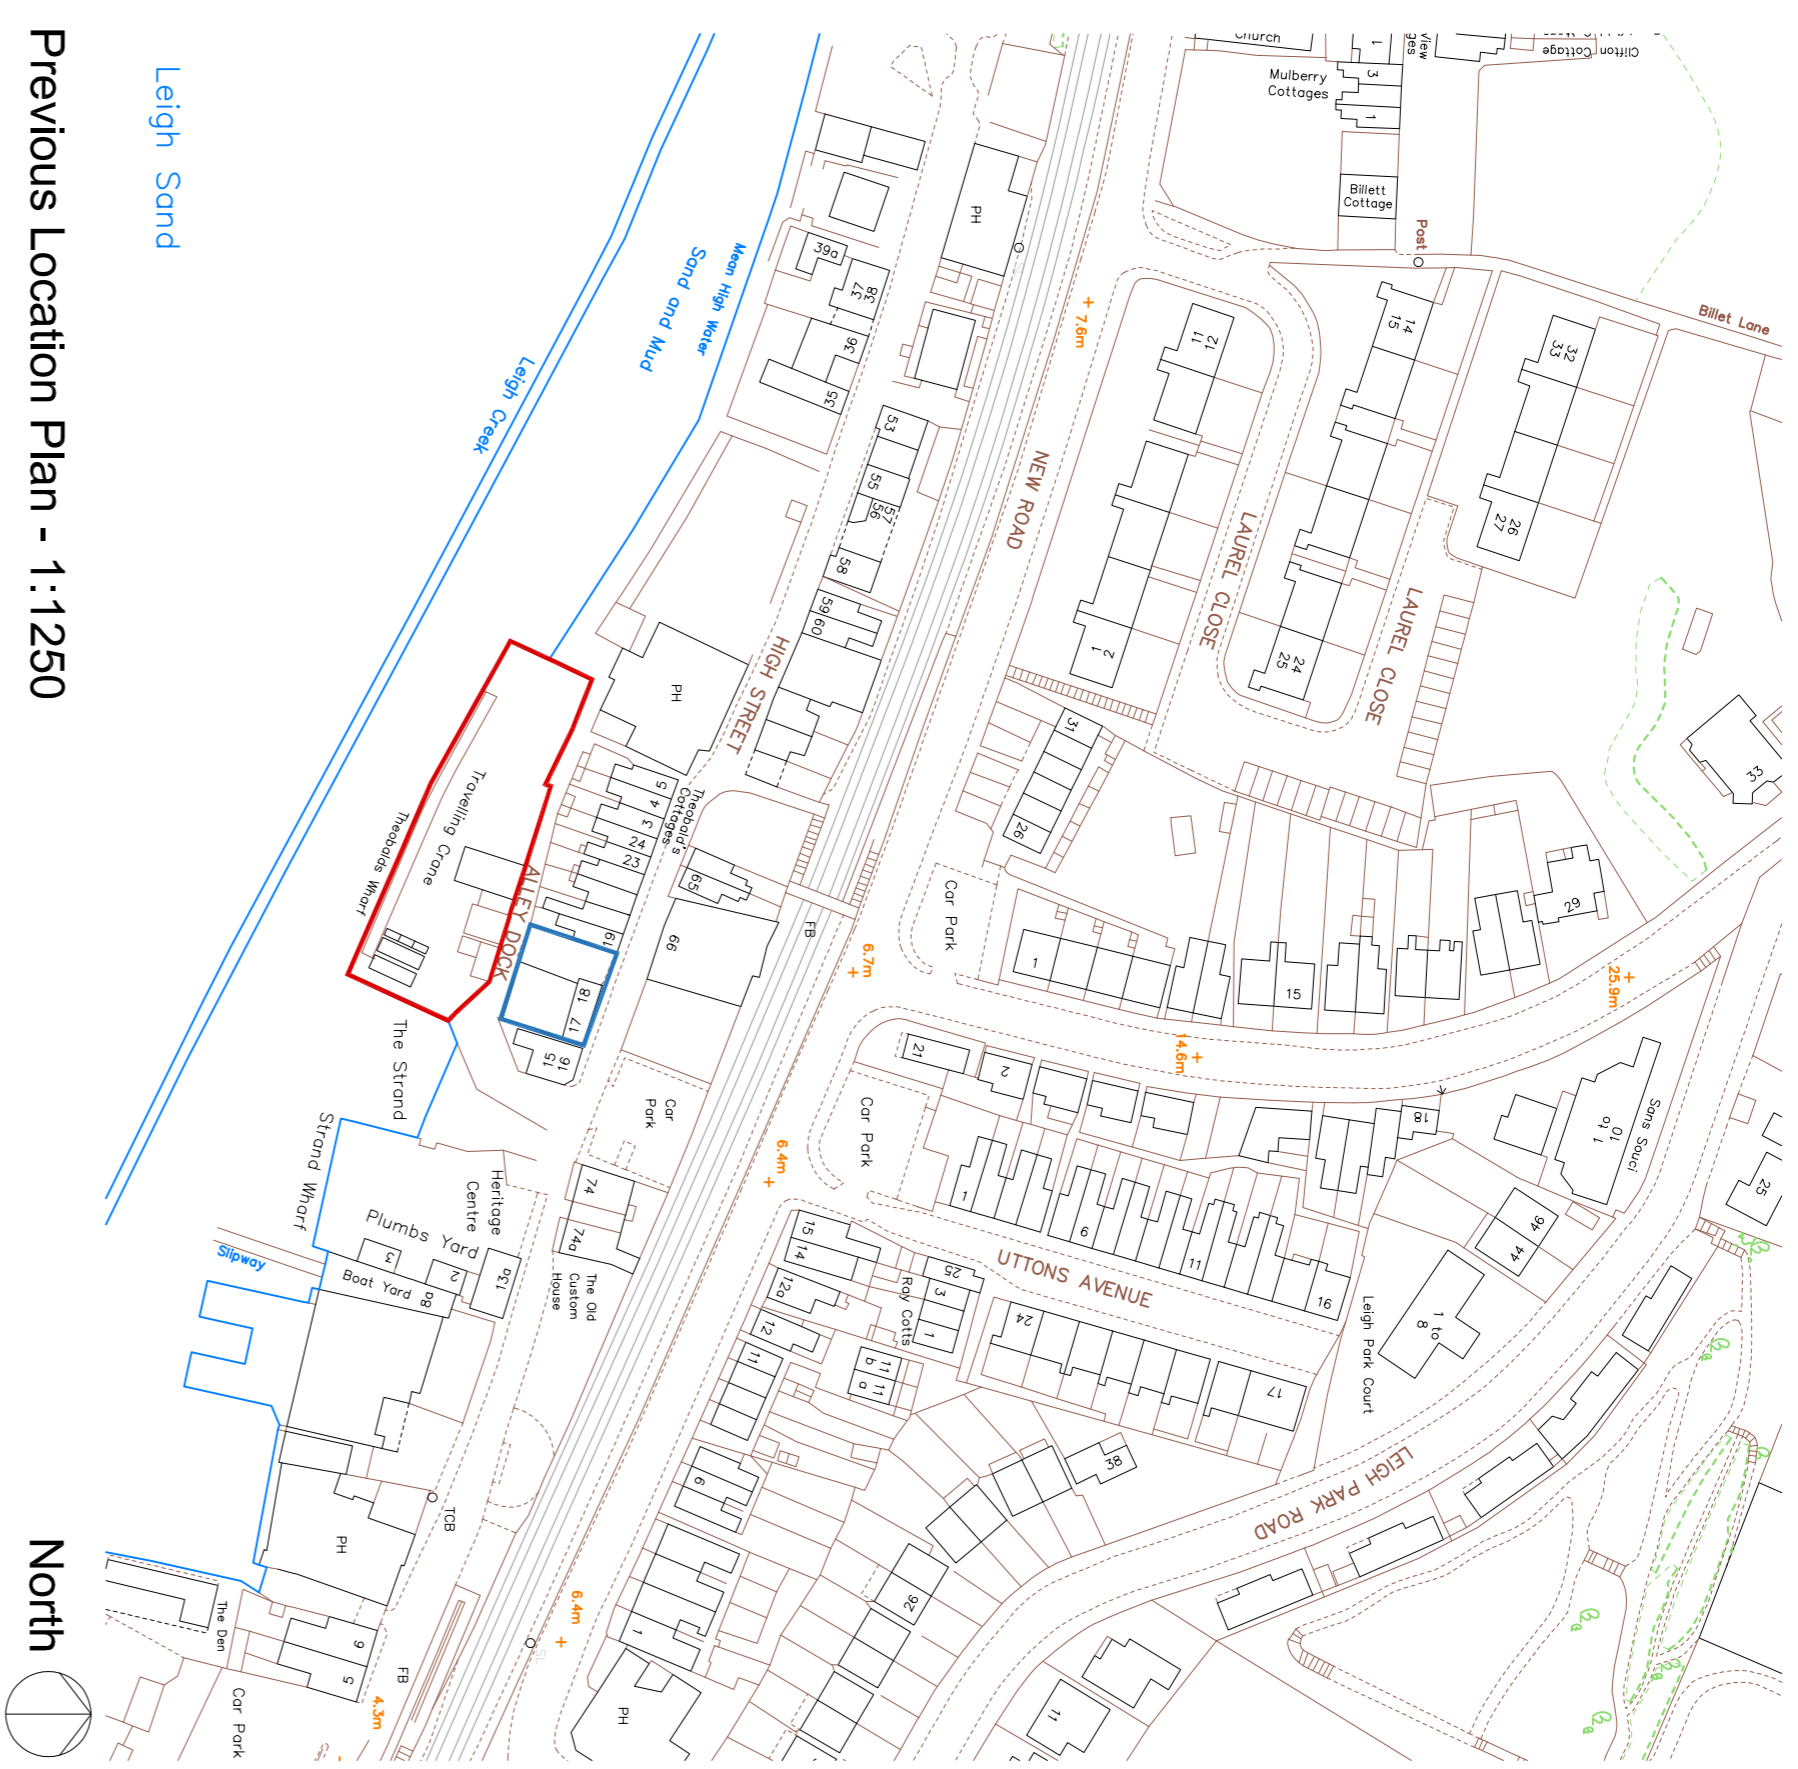 Previous Location Plan - 1:1250
North
Leigh Sand
Leigh Creek
Sand and Mud
Mean High Water
Church
Mulberry
Cottages
1
3
1
Clifton Cottage
Billett
Cottage
Post
Billet Lane
PH
39a
37
38
36
35
53
55
56
57
58
59
60
NEW ROAD
7.6m
11
12
1
2
LAUREL CLOSE
14
15
24
25
LAUREL CLOSE
32
33
26
27
33
HIGH STREET
PH
31
26
Theobald's
Cottages
5
4
3
24
23
19
65
66
FB
6.7m
Car Park
1
15
29
25.9m
14.6m
Travelling Crane
Theobalds Wharf
ALLEY DOCK
18
17
15
16
The Strand
Strand Wharf
Car
Park
21
2
18
Sans Souci
1 to 10
25
6.4m
Car Park
1
6
11
16
46
44
UTTONS AVENUE
Heritage
Centre
Plumbs Yard
3
2
13a
Boat Yard
8a
Slipway
74
74a
The Old
Custom
House
15
14
12a
12
11
25
3
1
Ray Cotts
11
b
11
a
24
17
Leigh Park Court
1 to 8
LEIGH PARK ROAD
38
9
1
26
11
TCB
PH
The Den
6
5
FB
Car Park
4.3m
6.4m
SL
PH